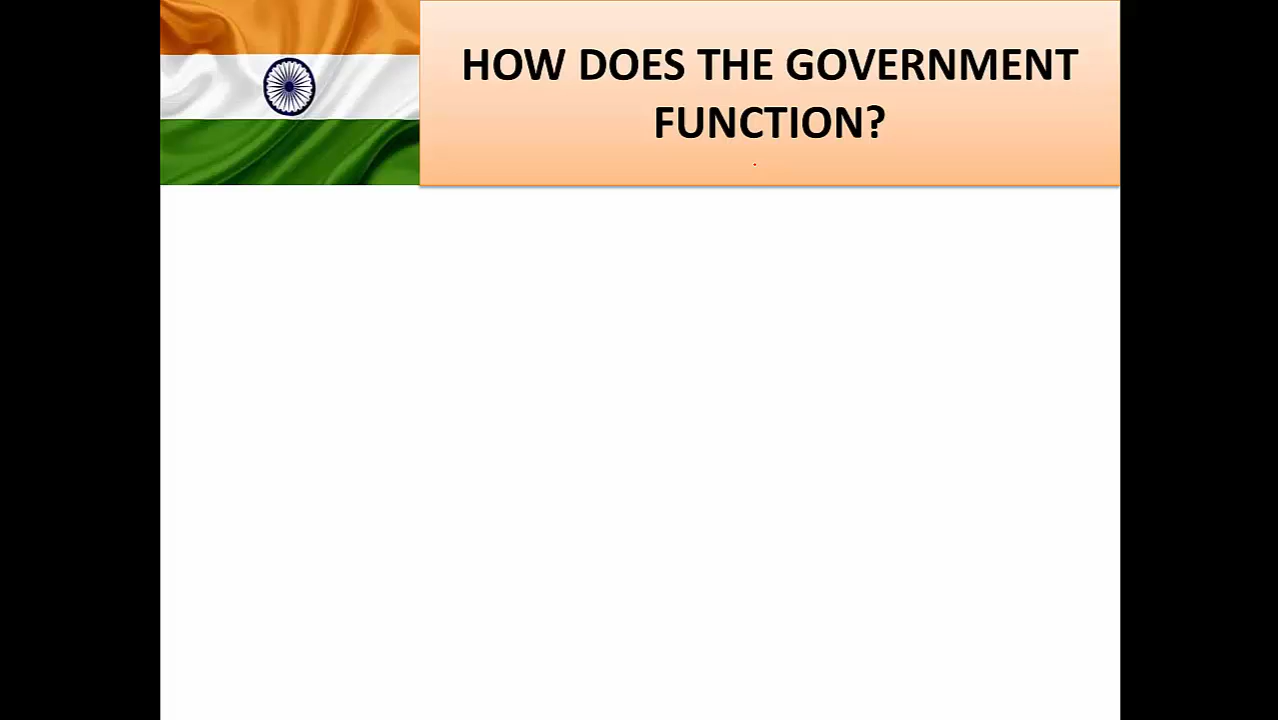 HOW DOES THE GOVERNMENT
FUNCTION?
.